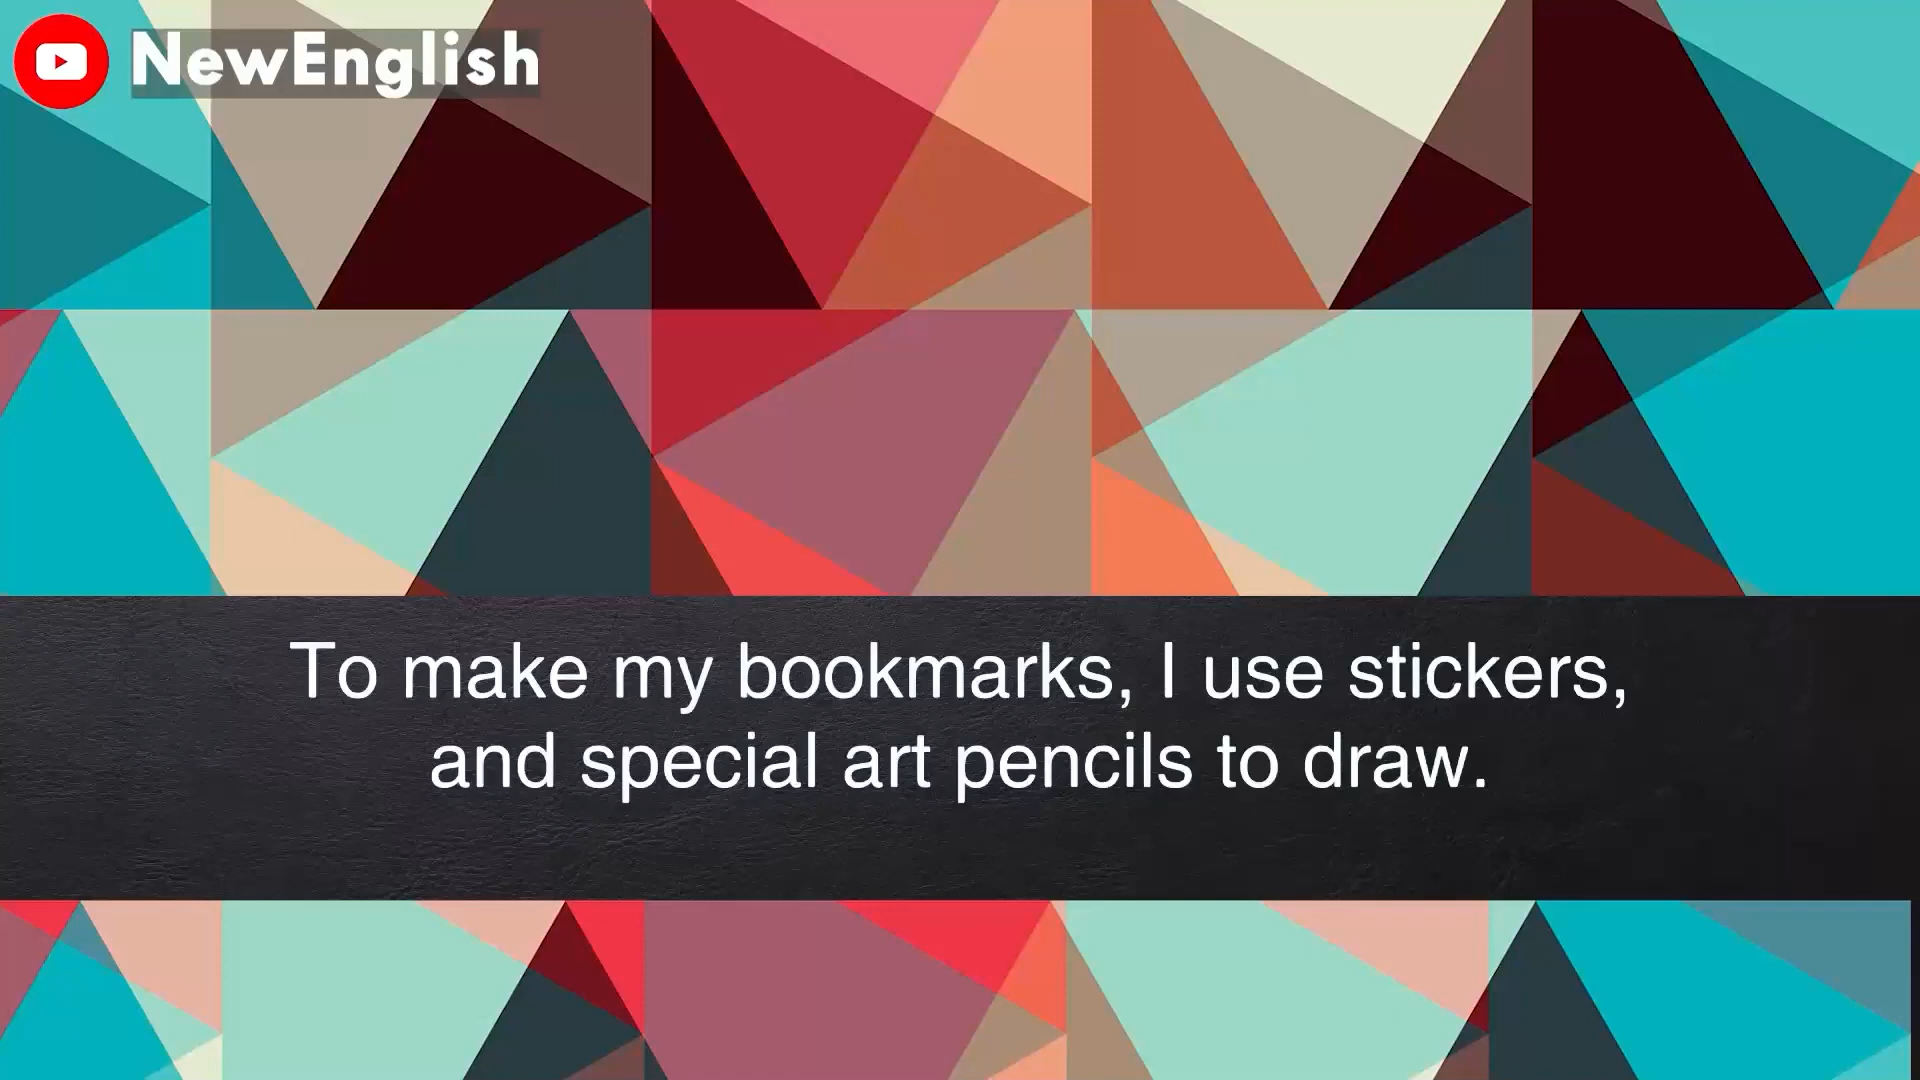 NewEnglish
To make my bookmarks, I use stickers,
and special art pencils to draw.